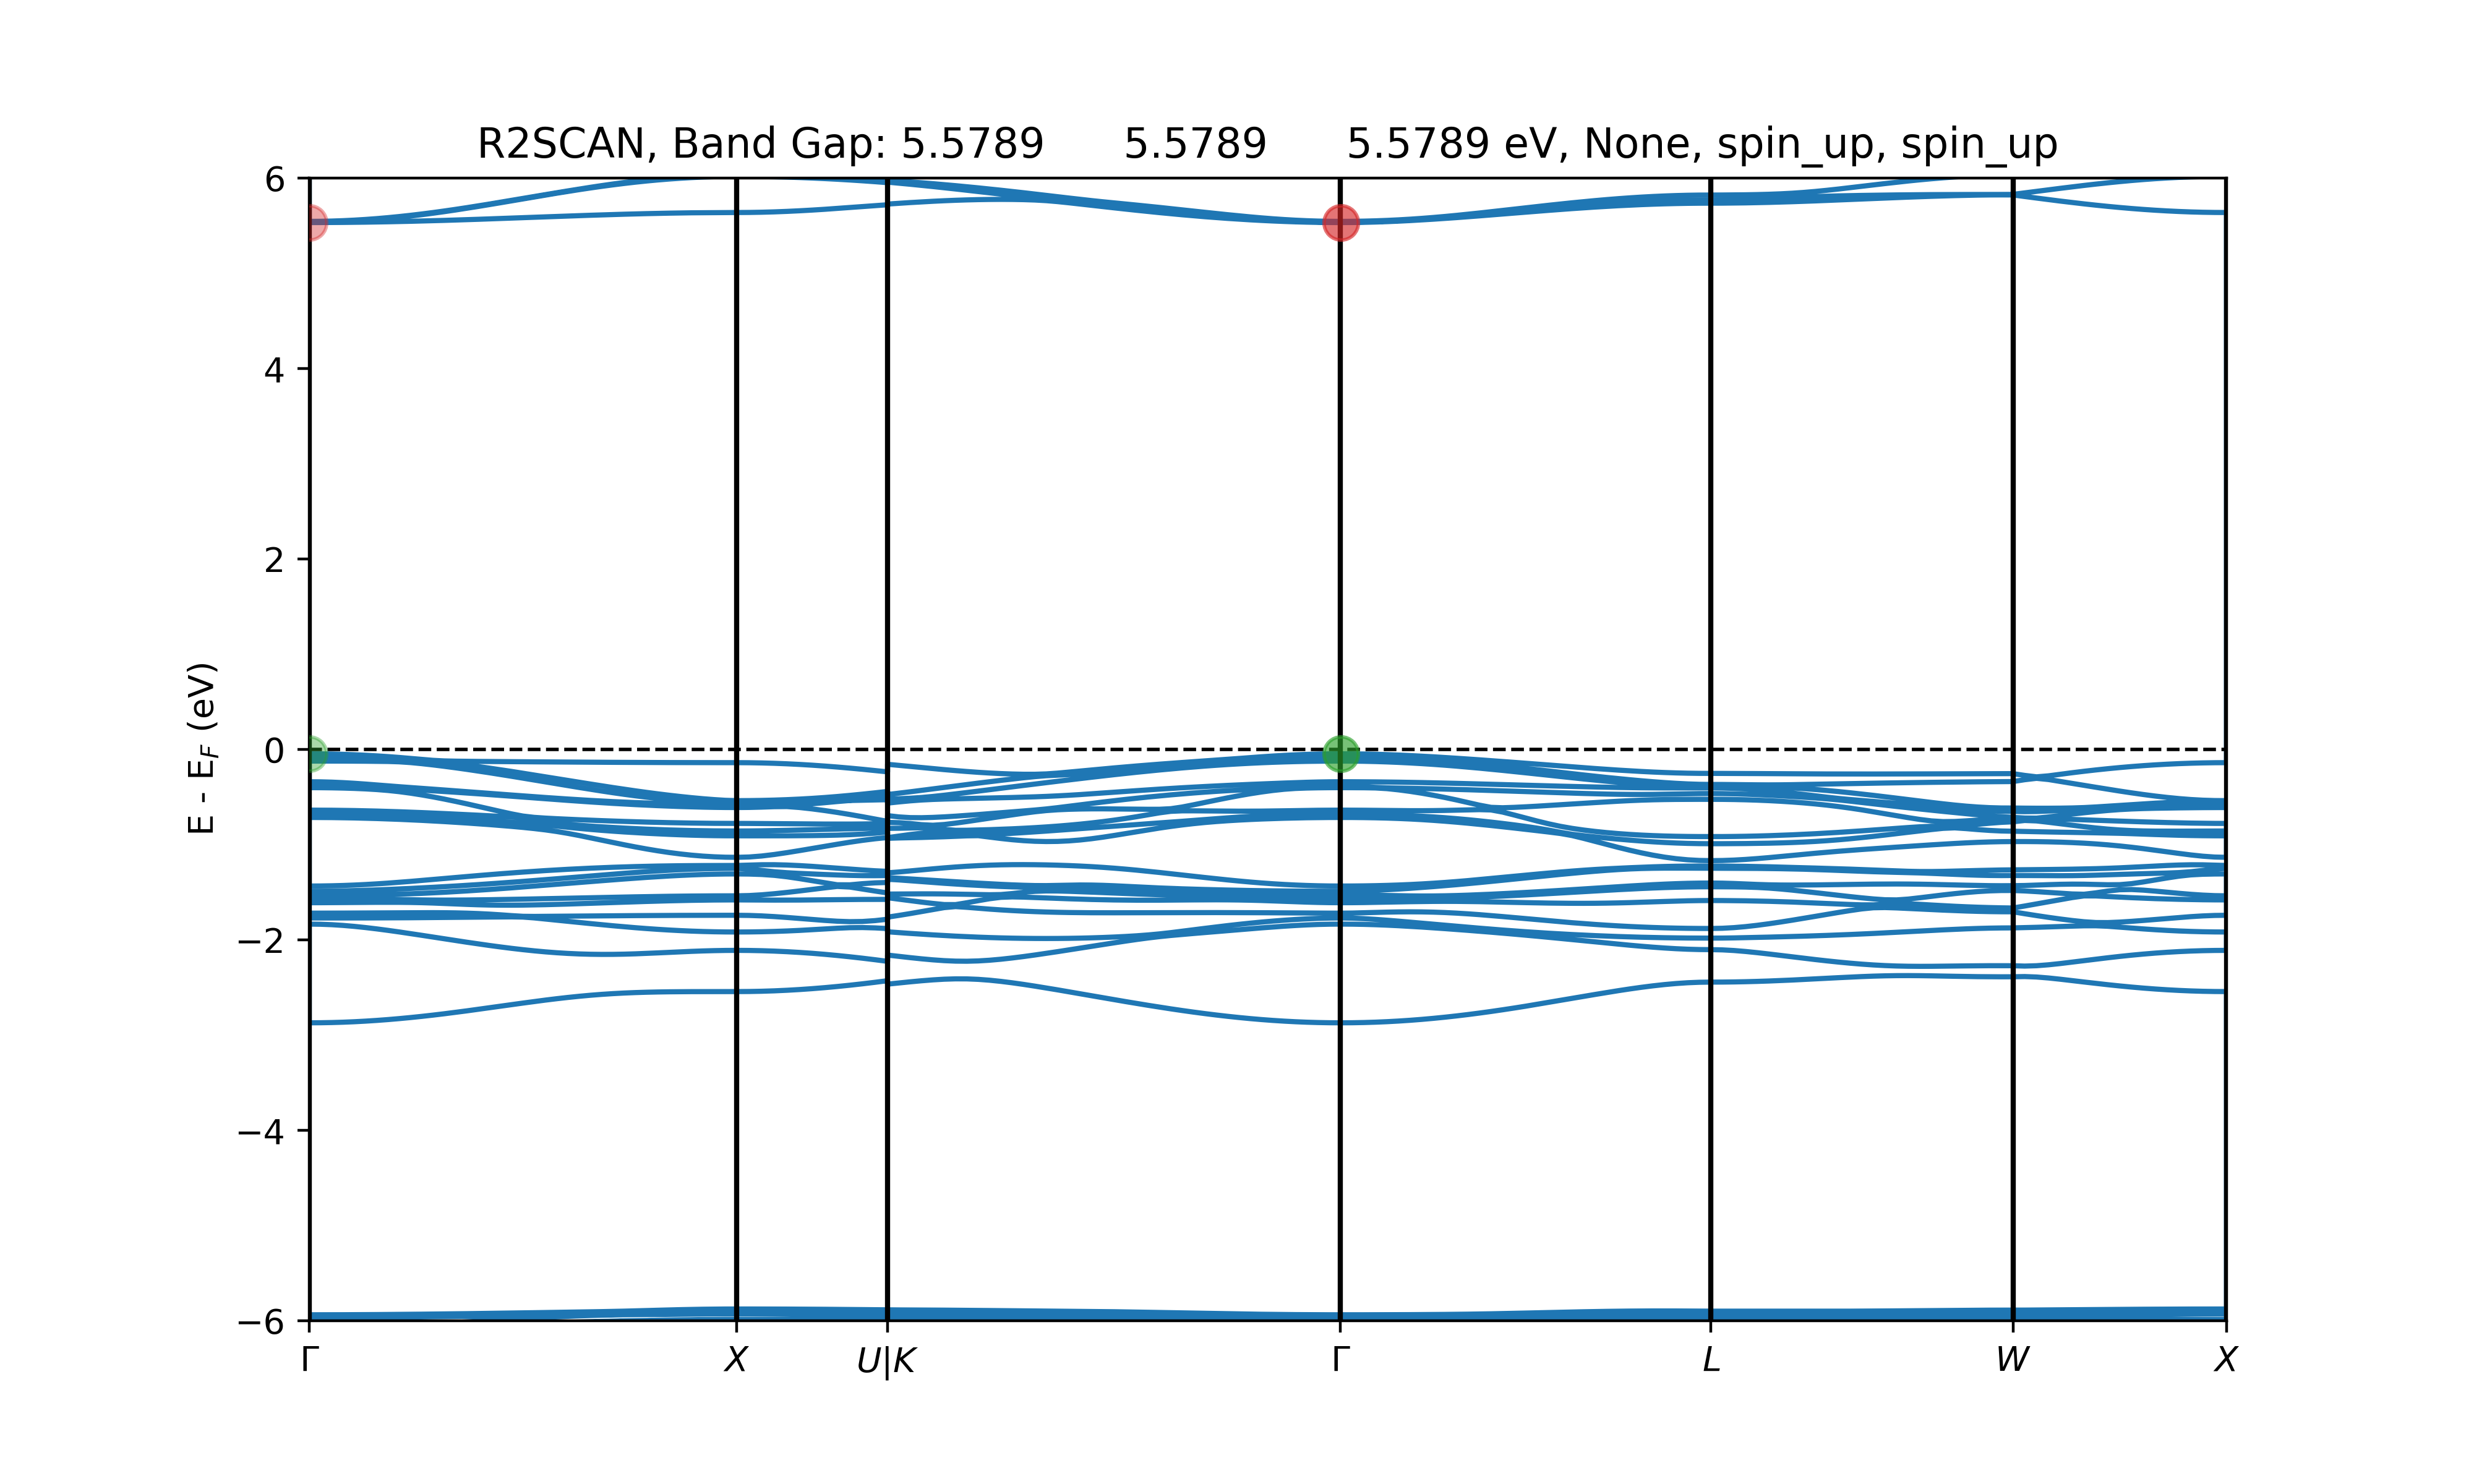 R2SCAN, Band Gap: 5.5789 5.5789 5.5789 eV, None, spin_up, spin_up
E - E_F (eV)
6
4
2
0
−2
−4
−6
Γ X U|K Γ L W X